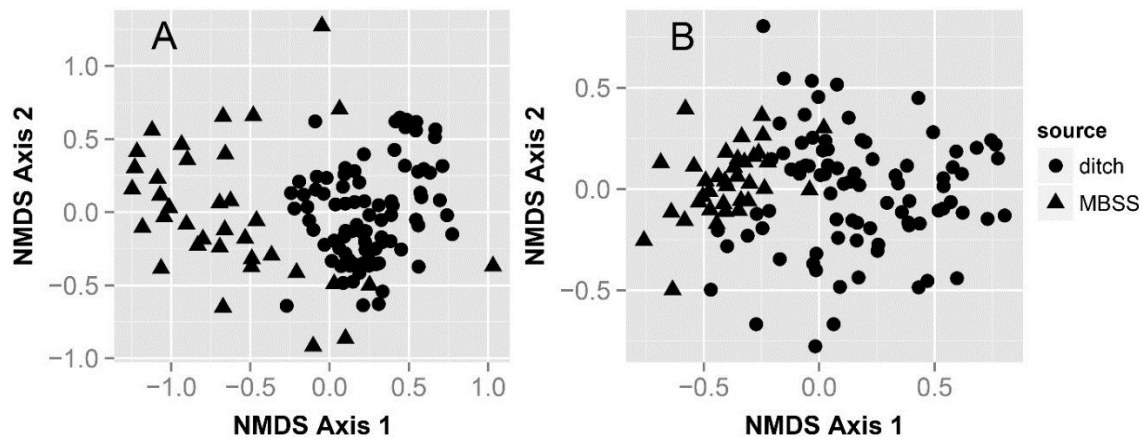 A
NMDS Axis 2
1.0
0.5
0.0
−0.5
−1.0
−1.0 −0.5 0.0 0.5 1.0
NMDS Axis 1
B
NMDS Axis 2
0.5
0.0
−0.5
−0.5 0.0 0.5
NMDS Axis 1
source
ditch
MBSS